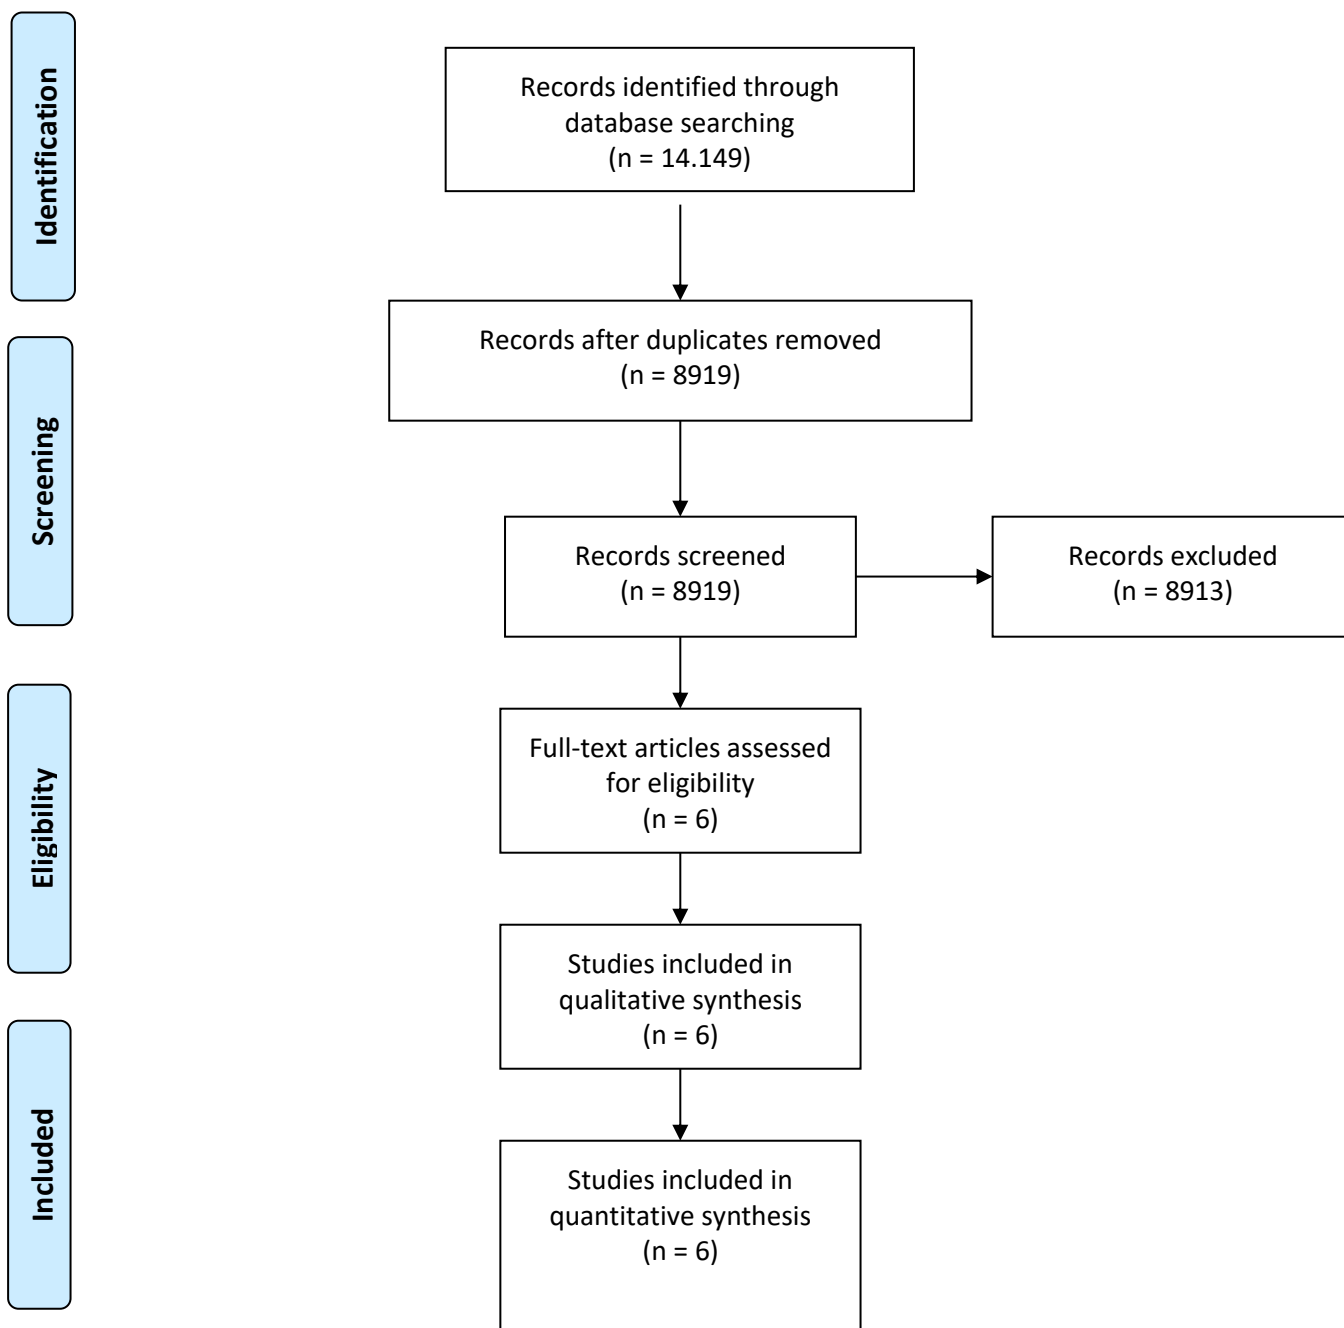 Identification
Records identified through
database searching
(n = 14.149)
Records after duplicates removed
(n = 8919)
Screening
Records screened
(n = 8919)
Records excluded
(n = 8913)
Eligibility
Full-text articles assessed
for eligibility
(n = 6)
Studies included in
qualitative synthesis
(n = 6)
Included
Studies included in
quantitative synthesis
(n = 6)